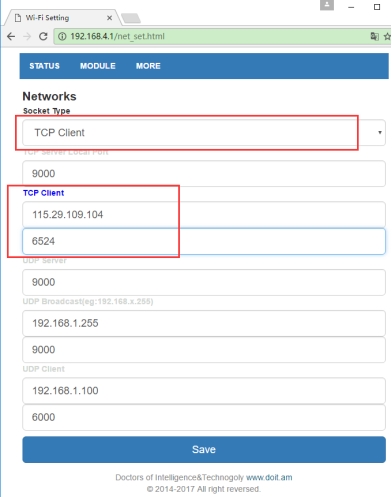 Wi-Fi Setting
192.168.4.1/net_set.html
STATUS MODULE MORE
Networks
Socket Type
TCP Client
TCP Server Local Port
9000
TCP Client
115.29.109.104
6524
UDP Server
9000
UDP Broadcast(eg:192.168.x.255)
192.168.1.255
9000
UDP Client
192.168.1.100
6000
Save
Doctors of Intelligence&Technogoly www.doit.am
© 2014-2017 All right reversed.